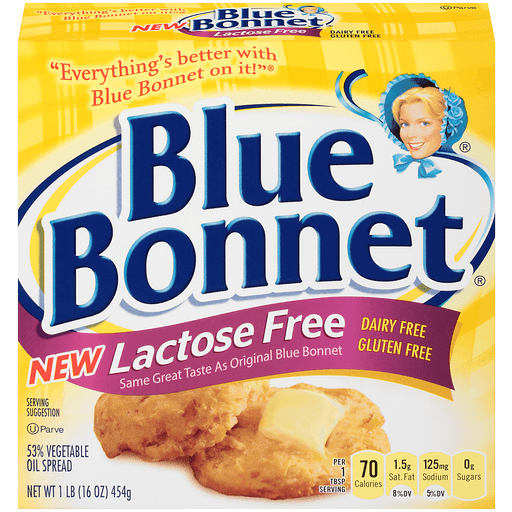 "Everything's better with
Blue Bonnet on it!"®
NEW
Blue
Bonnet
Lactose Free
DAIRY FREE
GLUTEN FREE
Ⓤ Parve
"Everything's better with
Blue Bonnet on it!"®
Blue
Bonnet®
®
NEW Lactose Free
Same Great Taste As Original Blue Bonnet
DAIRY FREE
GLUTEN FREE
SERVING
SUGGESTION
Ⓤ Parve
53% VEGETABLE
OIL SPREAD
NET WT 1 LB (16 OZ) 454g
PER
1
TBSP
SERVING
70
Calories
1.5g
Sat. Fat
8% DV
125mg
Sodium
5% DV
0g
Sugars